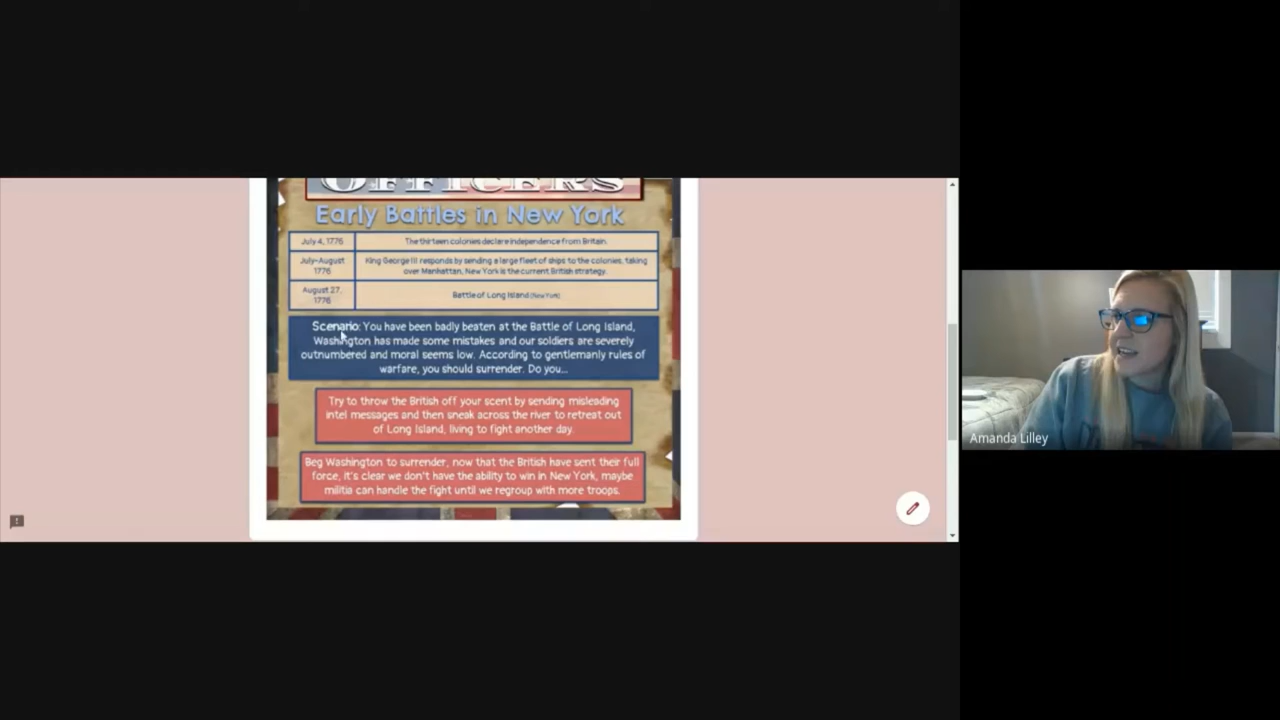 OFFICERS
Early Battles in New York
July 4, 1776
The thirteen colonies declare independence from Britain.
July-August
1776
King George III responds by sending a large fleet of ships to the colonies, taking
over Manhattan, New York is the current British strategy.
August 27,
1776
Battle of Long Island (New York)
Scenario: You have been badly beaten at the Battle of Long Island,
Washington has made some mistakes and our soldiers are severely
outnumbered and moral seems low. According to gentlemanly rules of
warfare, you should surrender. Do you...
Try to throw the British off your scent by sending misleading
intel messages and then sneak across the river to retreat out
of Long Island, living to fight another day.
Beg Washington to surrender, now that the British have sent their full
force, it's clear we don't have the ability to win in New York, maybe
militia can handle the fight until we regroup with more troops.
Amanda Lilley